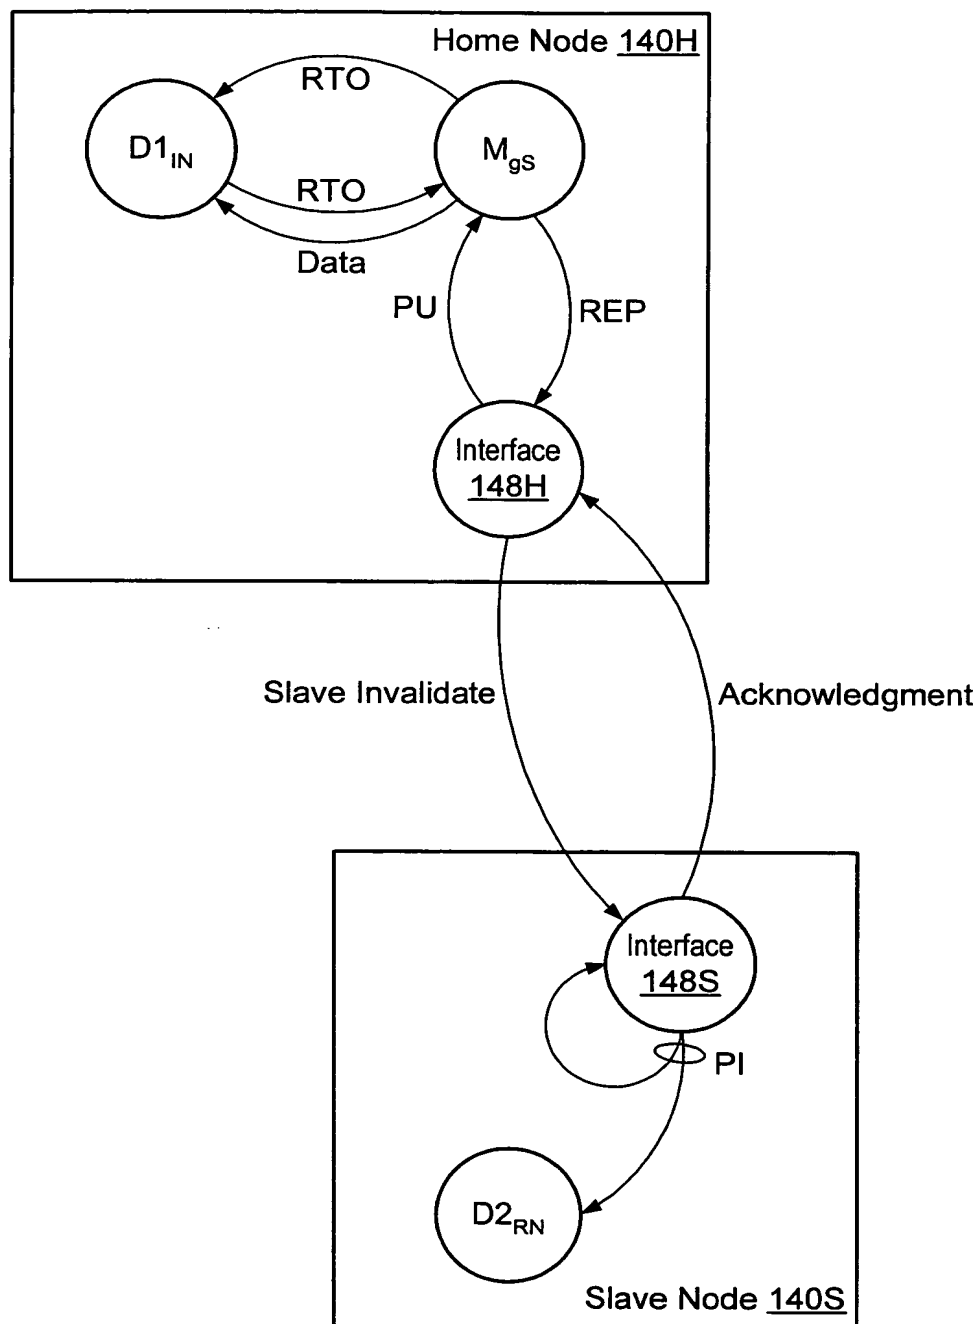 Home Node 140H
RTO
D1IN
MgS
RTO
Data
PU
REP
Interface
148H
Slave Invalidate
Acknowledgment
Interface
148S
PI
D2RN
Slave Node 140S